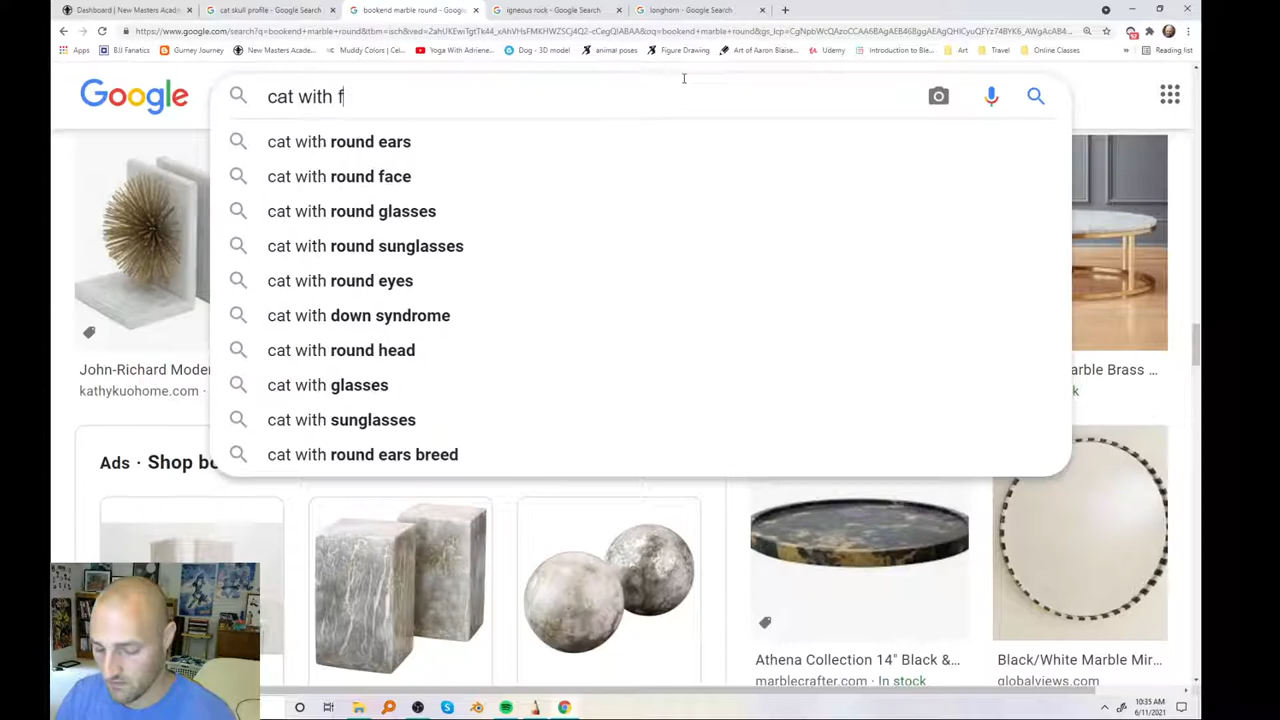 Dashboard | New Masters Acade
cat skull profile - Google Search
bookend marble round - Googl
igneous rock - Google Search
longhorn - Google Search
Apps
BJJ Fanatics
Gurney Journey
New Masters Acade...
Muddy Colors | Cel...
Yoga With Adriene...
Dog - 3D model
animal poses
Figure Drawing
Art of Aaron Blaise...
Udemy
Introduction to Ble...
Art
Travel
Online Classes
»
Reading list
Google
cat with f
cat with round ears
cat with round face
cat with round glasses
cat with round sunglasses
cat with round eyes
cat with down syndrome
cat with round head
cat with glasses
cat with sunglasses
cat with round ears breed
John-Richard Moder
kathykuohome.com ·
arble Brass ...
k
Ads · Shop bo
Athena Collection 14" Black &...
marblecrafter.com · In stock
Black/White Marble Mir...
globalviews.com
10:35 AM
6/11/2021